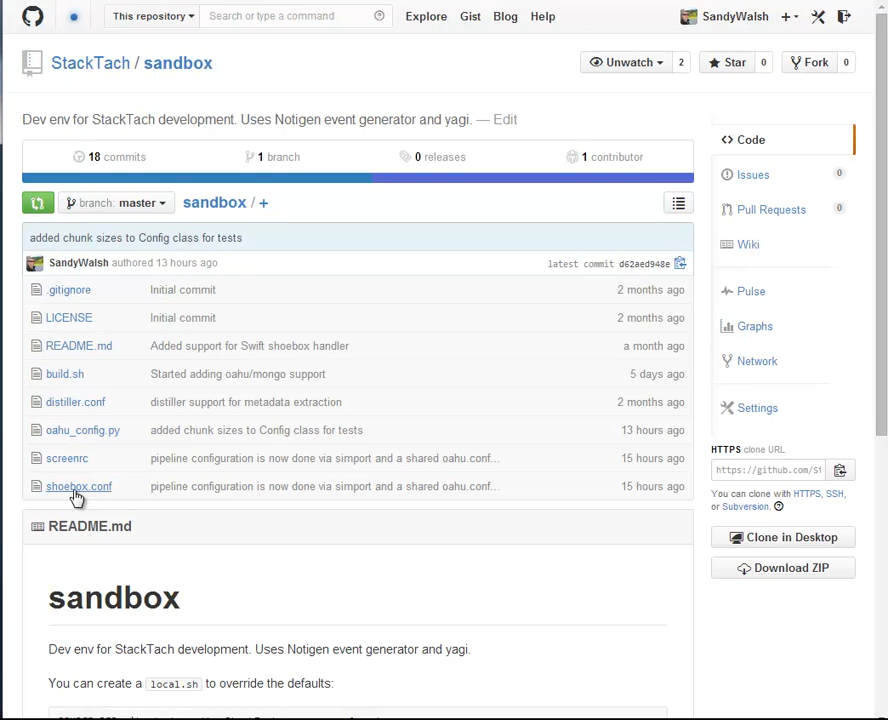 This repository Search or type a command Explore Gist Blog Help SandyWalsh
StackTach / sandbox Unwatch 2 Star 0 Fork 0
Dev env for StackTach development. Uses Notigen event generator and yagi. — Edit
18 commits 1 branch 0 releases 1 contributor
branch: master sandbox / +
added chunk sizes to Config class for tests
SandyWalsh authored 13 hours ago latest commit d62aed948e
.gitignore Initial commit 2 months ago
LICENSE Initial commit 2 months ago
README.md Added support for Swift shoebox handler a month ago
build.sh Started adding oahu/mongo support 5 days ago
distiller.conf distiller support for metadata extraction 2 months ago
oahu_config.py added chunk sizes to Config class for tests 13 hours ago
screenrc pipeline configuration is now done via simport and a shared oahu.conf... 15 hours ago
shoebox.conf pipeline configuration is now done via simport and a shared oahu.conf... 15 hours ago
README.md
sandbox
Dev env for StackTach development. Uses Notigen event generator and yagi.
You can create a local.sh to override the defaults:
Code
Issues 0
Pull Requests 0
Wiki
Pulse
Graphs
Network
Settings
HTTPS clone URL
https://github.com/St
You can clone with HTTPS, SSH,
or Subversion.
Clone in Desktop
Download ZIP